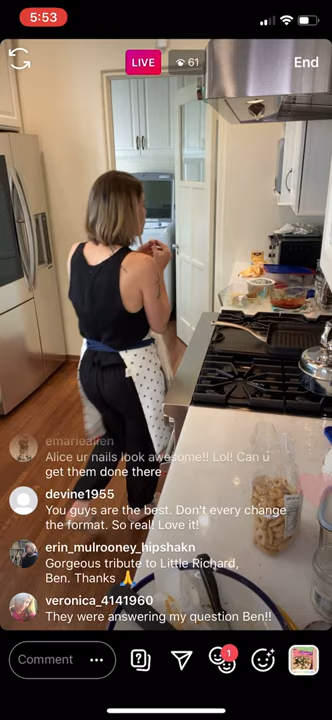 5:53
LIVE
61
End
emarieallen
Alice ur nails look awesome!! Lol! Can u
get them done there
devine1955
You guys are the best. Don't every change
the format. So real! Love it!
erin_mulrooney_hipshakn
Gorgeous tribute to Little Richard,
Ben. Thanks 🙏
veronica_4141960
They were answering my question Ben!!
Comment
1